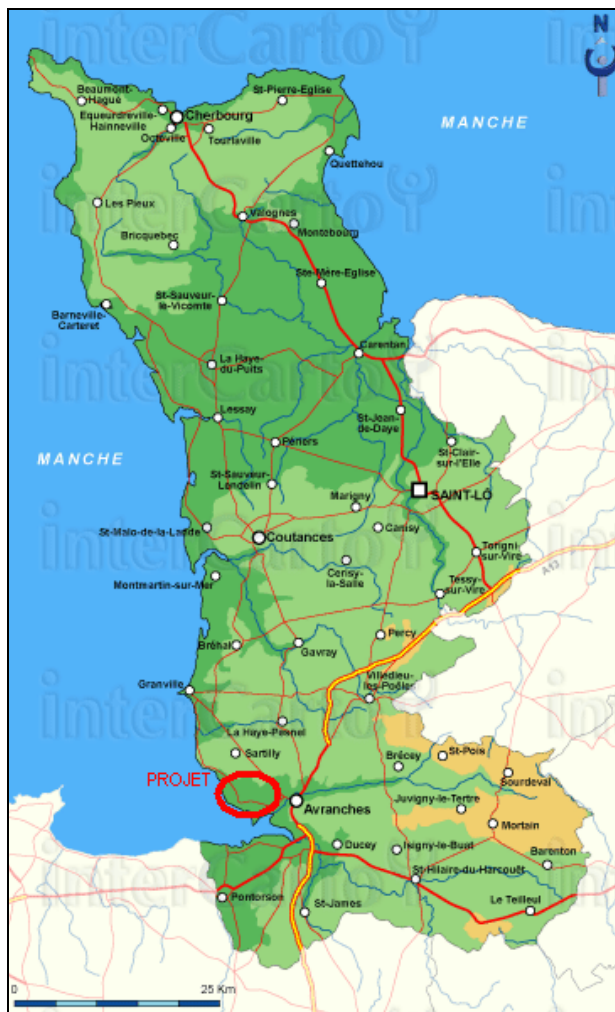 interCarto
N
Beaumont-
Hague
St-Pierre-Eglise
Equeurdreville-
Hainneville
Cherbourg
Octeville
Tourlaville
MANCHE
Quettehou
Les Pieux
Valognes
Montebourg
Bricquebec
Ste-Mère-Eglise
St-Sauveur-
le-Vicomte
Barneville-
Carteret
Carentan
La Haye-
du-Puits
Lessay
St-Jean-
de-Daye
Périers
St-Clair-
sur-l'Elle
MANCHE
St-Sauveur-
Lendelin
Marigny
SAINT-LÔ
St-Malo-de-la-Lande
Canisy
Coutances
Torigni-
sur-Vire
Cerisy-
la-Salle
A13
Montmartin-sur-Mer
Tessy-
sur-Vire
Percy
Bréhal
Gavray
Villedieu-
les-Poêles
Granville
La Haye-Pesnel
Sartilly
St-Pois
Brécey
PROJET
Sourdeval
Avranches
Juvigny-le-Tertre
Mortain
Ducey
Isigny-le-Buat
Barenton
St-Hilaire-du-Harcouët
Pontorson
Le Teilleul
St-James
0
25 Km